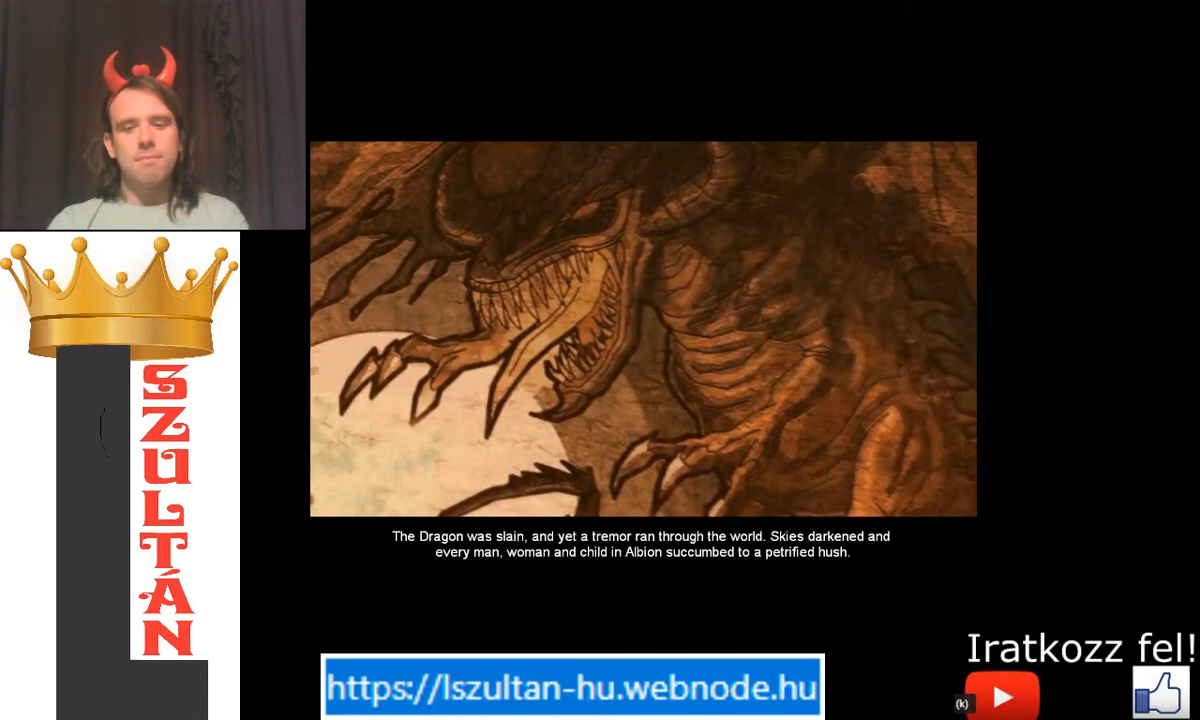 SZULTÁN
The Dragon was slain, and yet a tremor ran through the world. Skies darkened and
every man, woman and child in Albion succumbed to a petrified hush.
https://lszultan-hu.webnode.hu
Iratkozz fel!
(k)